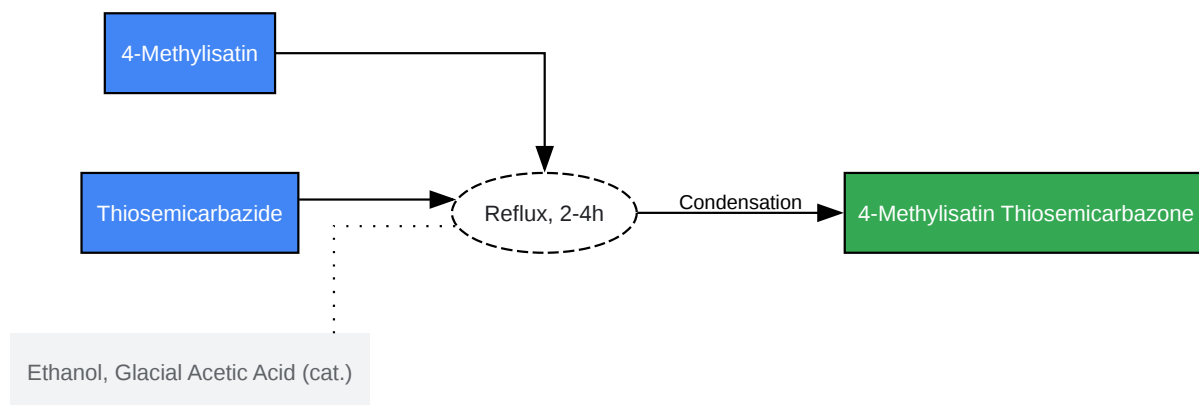 4-Methylisatin
Thiosemicarbazide
Reflux, 2-4h
Condensation
4-Methylisatin Thiosemicarbazone
Ethanol, Glacial Acetic Acid (cat.)